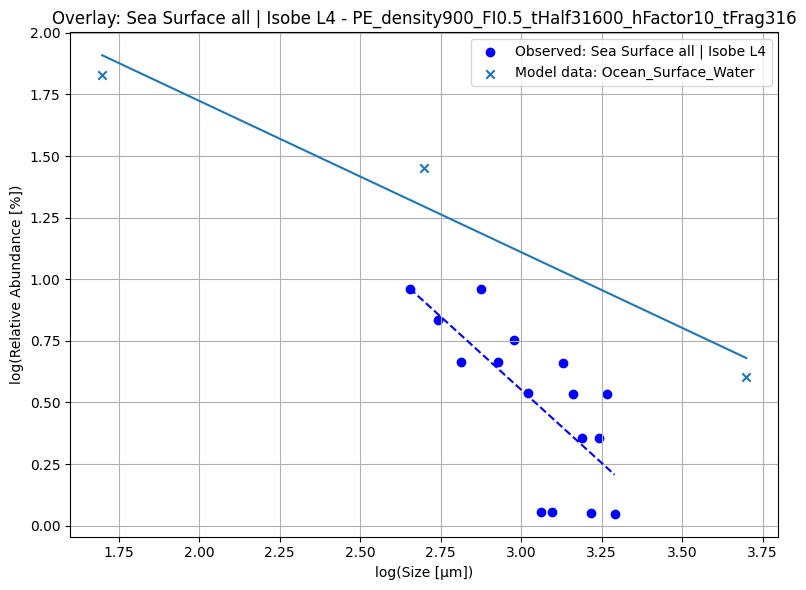 Overlay: Sea Surface all | Isobe L4 - PE_density900_FI0.5_tHalf31600_hFactor10_tFrag316
Observed: Sea Surface all | Isobe L4
Model data: Ocean_Surface_Water
log(Relative Abundance [%])
2.00
1.75
1.50
1.25
1.00
0.75
0.50
0.25
0.00
1.75 2.00 2.25 2.50 2.75 3.00 3.25 3.50 3.75
log(Size [µm])